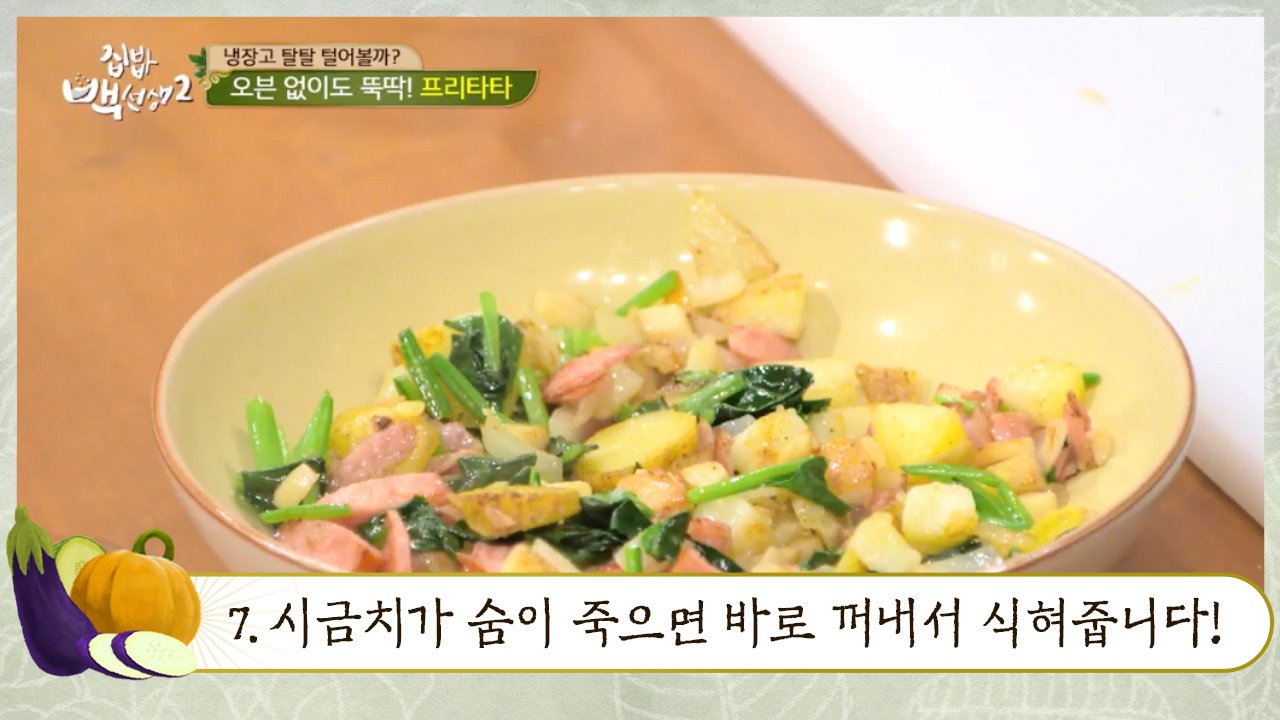 집밥
백선생2
냉장고 탈탈 털어볼까?
오븐 없이도 뚝딱! 프리타타
7. 시금치가 숨이 죽으면 바로 꺼내서 식혀줍니다!